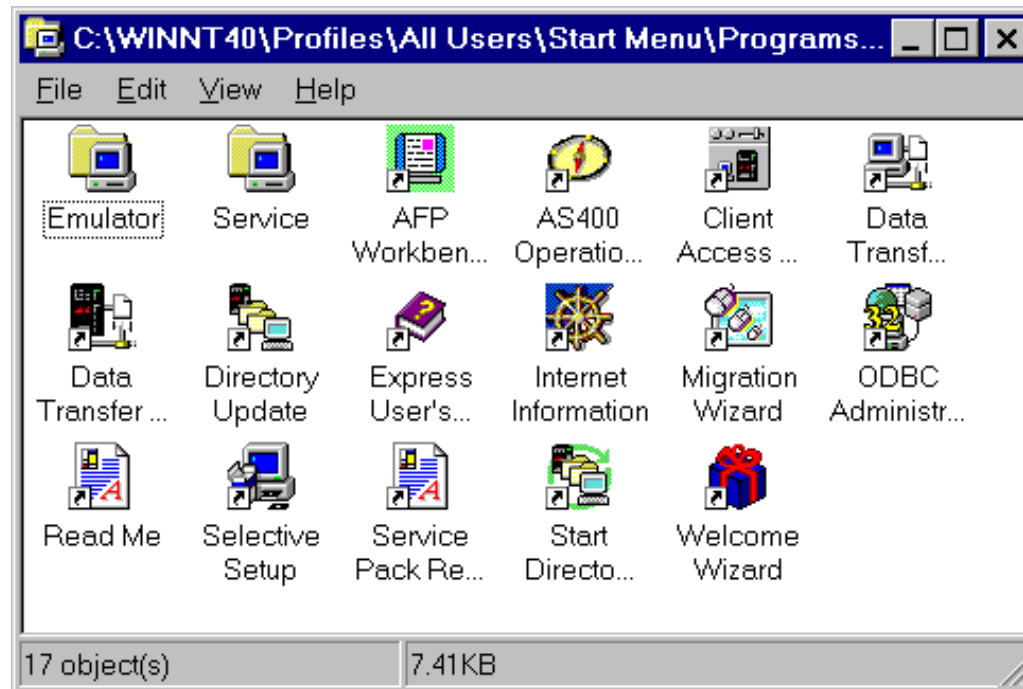 C:\WINNT40\Profiles\All Users\Start Menu\Programs...
File Edit View Help
Emulator Service AFP Workben... AS400 Operatio... Client Access ... Data Transf...
Data Transfer ... Directory Update Express User's... Internet Information Migration Wizard ODBC Administr...
Read Me Selective Setup Service Pack Re... Start Directo... Welcome Wizard
17 object(s) 7.41KB